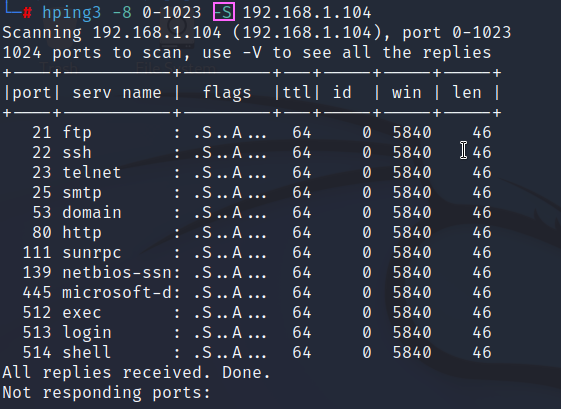 └─# hping3 -8 0-1023 -S 192.168.1.104
Scanning 192.168.1.104 (192.168.1.104), port 0-1023
1024 ports to scan, use -V to see all the replies
+----+-----------+---------+---+-----+-----+-----+
|port| serv name |  flags  |ttl| id  | win | len |
+----+-----------+---------+---+-----+-----+-----+
   21 ftp        : .S..A...  64     0  5840    46
   22 ssh        : .S..A...  64     0  5840    46
   23 telnet     : .S..A...  64     0  5840    46
   25 smtp       : .S..A...  64     0  5840    46
   53 domain     : .S..A...  64     0  5840    46
   80 http       : .S..A...  64     0  5840    46
  111 sunrpc     : .S..A...  64     0  5840    46
  139 netbios-ssn: .S..A...  64     0  5840    46
  445 microsoft-d: .S..A...  64     0  5840    46
  512 exec       : .S..A...  64     0  5840    46
  513 login      : .S..A...  64     0  5840    46
  514 shell      : .S..A...  64     0  5840    46
All replies received. Done.
Not responding ports: